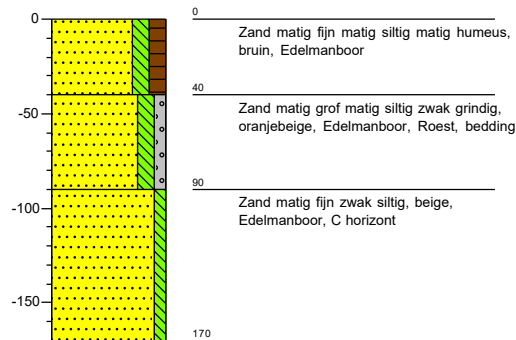 0
-50
-100
-150
0
Zand matig fijn matig siltig matig humeus,
bruin, Edelmanboor
40
Zand matig grof matig siltig zwak grindig,
oranjebeige, Edelmanboor, Roest, bedding
90
Zand matig fijn zwak siltig, beige,
Edelmanboor, C horizont
170